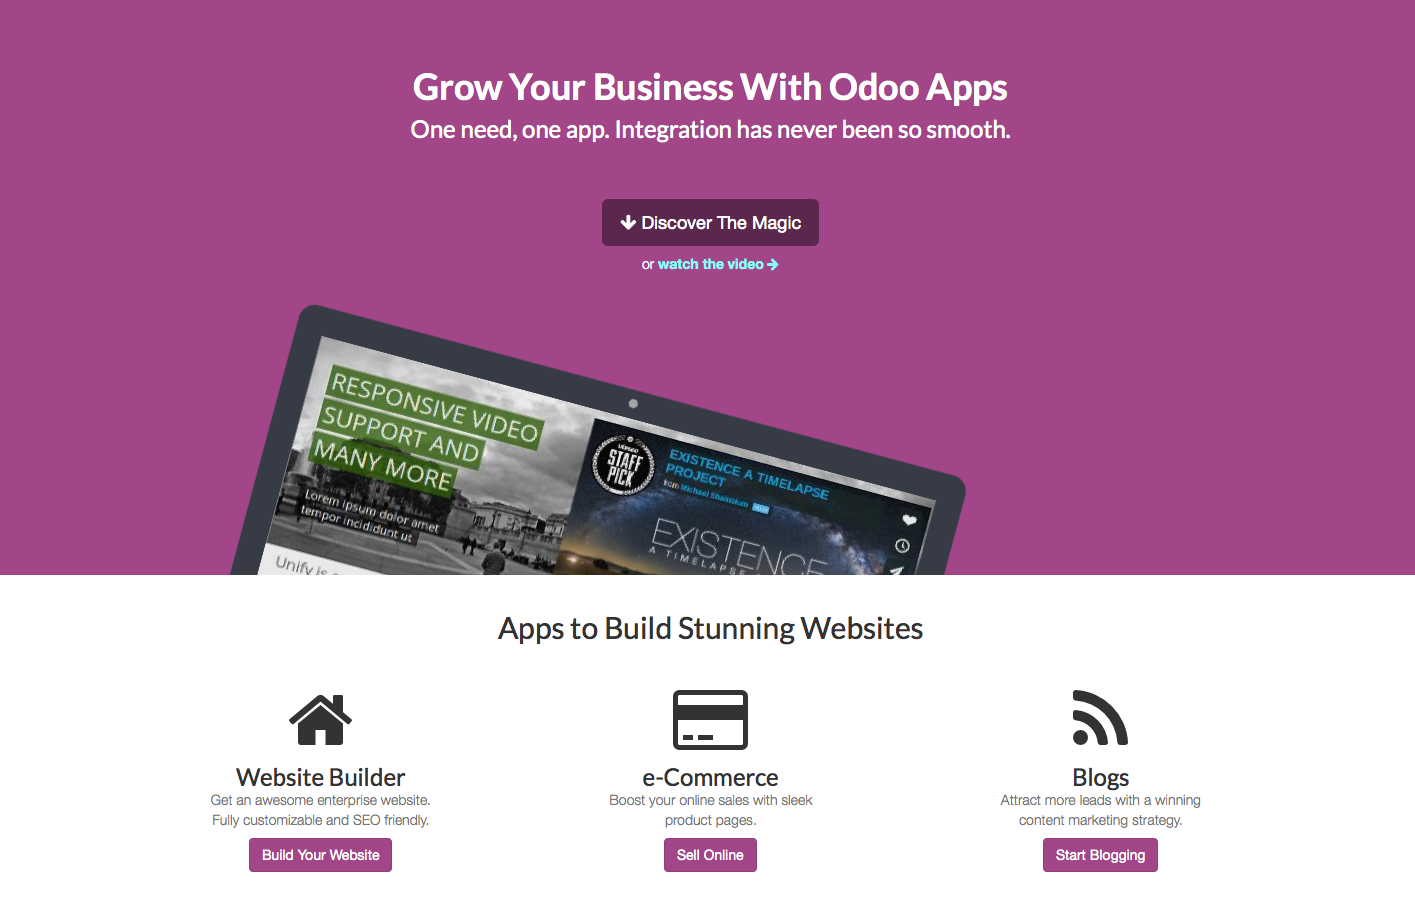 Grow Your Business With Odoo Apps
One need, one app. Integration has never been so smooth.
Discover The Magic
or watch the video
RESPONSIVE VIDEO
SUPPORT AND
MANY MORE
Lorem ipsum dolor amet
tempor incididunt ut
Unify is
STAFF
PICK
EXISTENCE A TIMELAPSE
PROJECT
from Michael Shainblum
EXISTENCE
A TIMELAPSE
Apps to Build Stunning Websites
Website Builder
Get an awesome enterprise website.
Fully customizable and SEO friendly.
Build Your Website
e-Commerce
Boost your online sales with sleek
product pages.
Sell Online
Blogs
Attract more leads with a winning
content marketing strategy.
Start Blogging